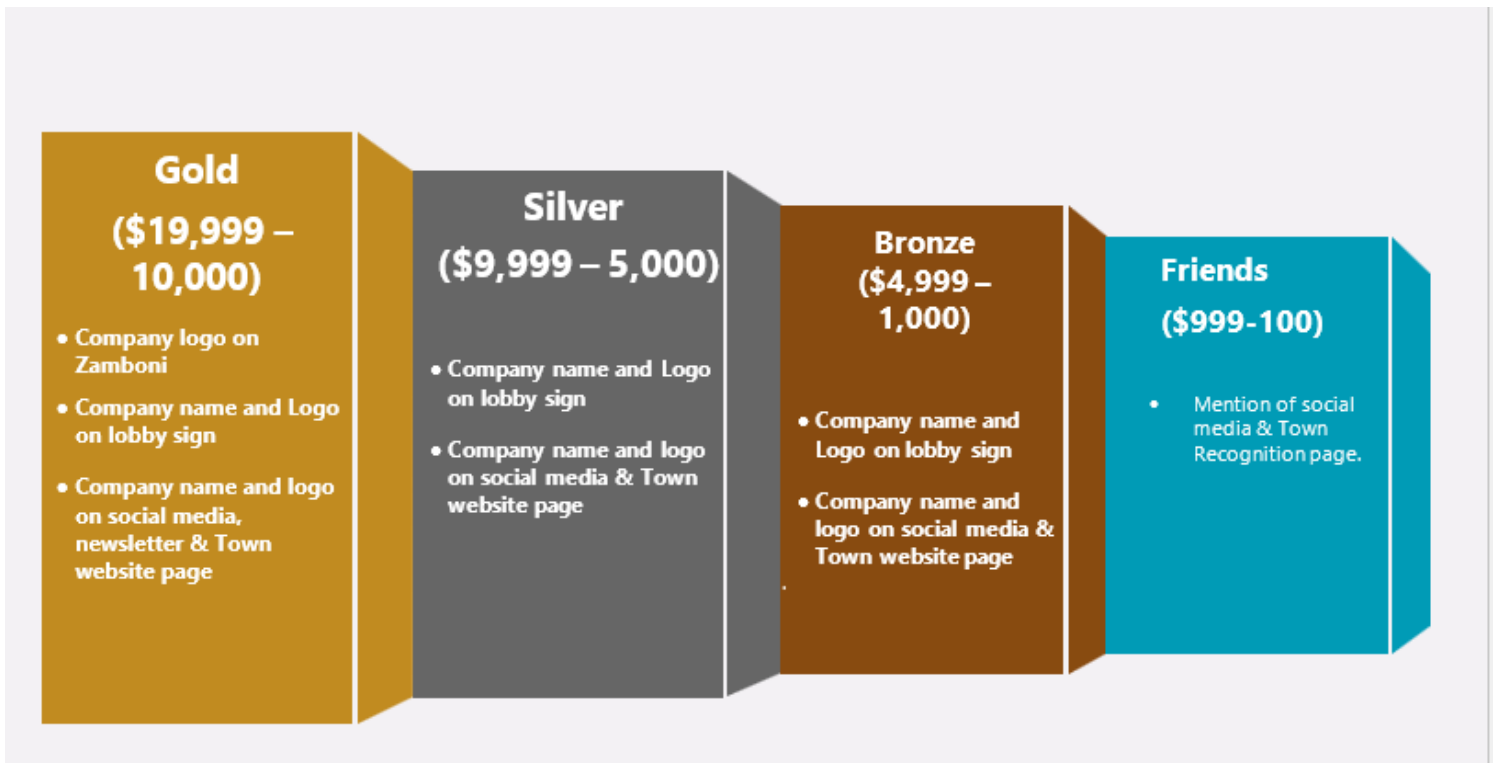 Gold
($19,999 –
10,000)
• Company logo on
Zamboni
• Company name and Logo
on lobby sign
• Company name and logo
on social media,
newsletter & Town
website page
Silver
($9,999 – 5,000)
• Company name and Logo
on lobby sign
• Company name and logo
on social media & Town
website page
Bronze
($4,999 –
1,000)
• Company name and
Logo on lobby sign
• Company name and
logo on social media &
Town website page
.
Friends
($999-100)
• Mention of social
media & Town
Recognition page.